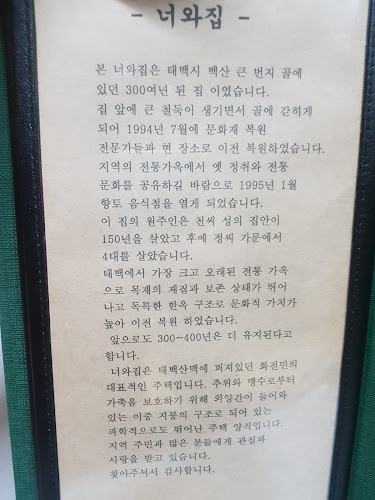 - 너와집 -
본 너와집은 태백시 백산 큰 번지 골에
있던 300여년 된 집 이였습니다.
집 앞에 큰 철둑이 생기면서 골에 갇히게
되어 1994년 7월에 문화재 복원
전문가들과 현 장소로 이전 복원하였습니다.
지역의 전통가옥에서 옛 정취와 전통
문화를 공유하길 바람으로 1995년 1월
향토 음식점을 열게 되었습니다.
이 집의 원주인은 천씨 성의 집안이
150년을 살았고 후에 정씨 가문에서
4대를 살았습니다.
태백에서 가장 크고 오래된 전통 가옥
으로 목재의 재질과 보존 상태가 뛰어
나고 독특한 한옥 구조로 문화적 가치가
높아 이전 복원 하였습니다.
앞으로도 300~400년은 더 유지된다고
합니다.
너와집은 태백산맥에 퍼지있던 화전민의
대표적인 주택입니다. 추위와 맹수로부터
가축을 보호하기 위해 외양간이 들어와
있는 이중 지붕의 구조로 되어 있는
과학적으로도 뛰어난 주택 양식입니다.
지역 주민과 많은 분들에게 관심과
사랑을 받고 있습니다.
찾아주셔서 감사합니다.